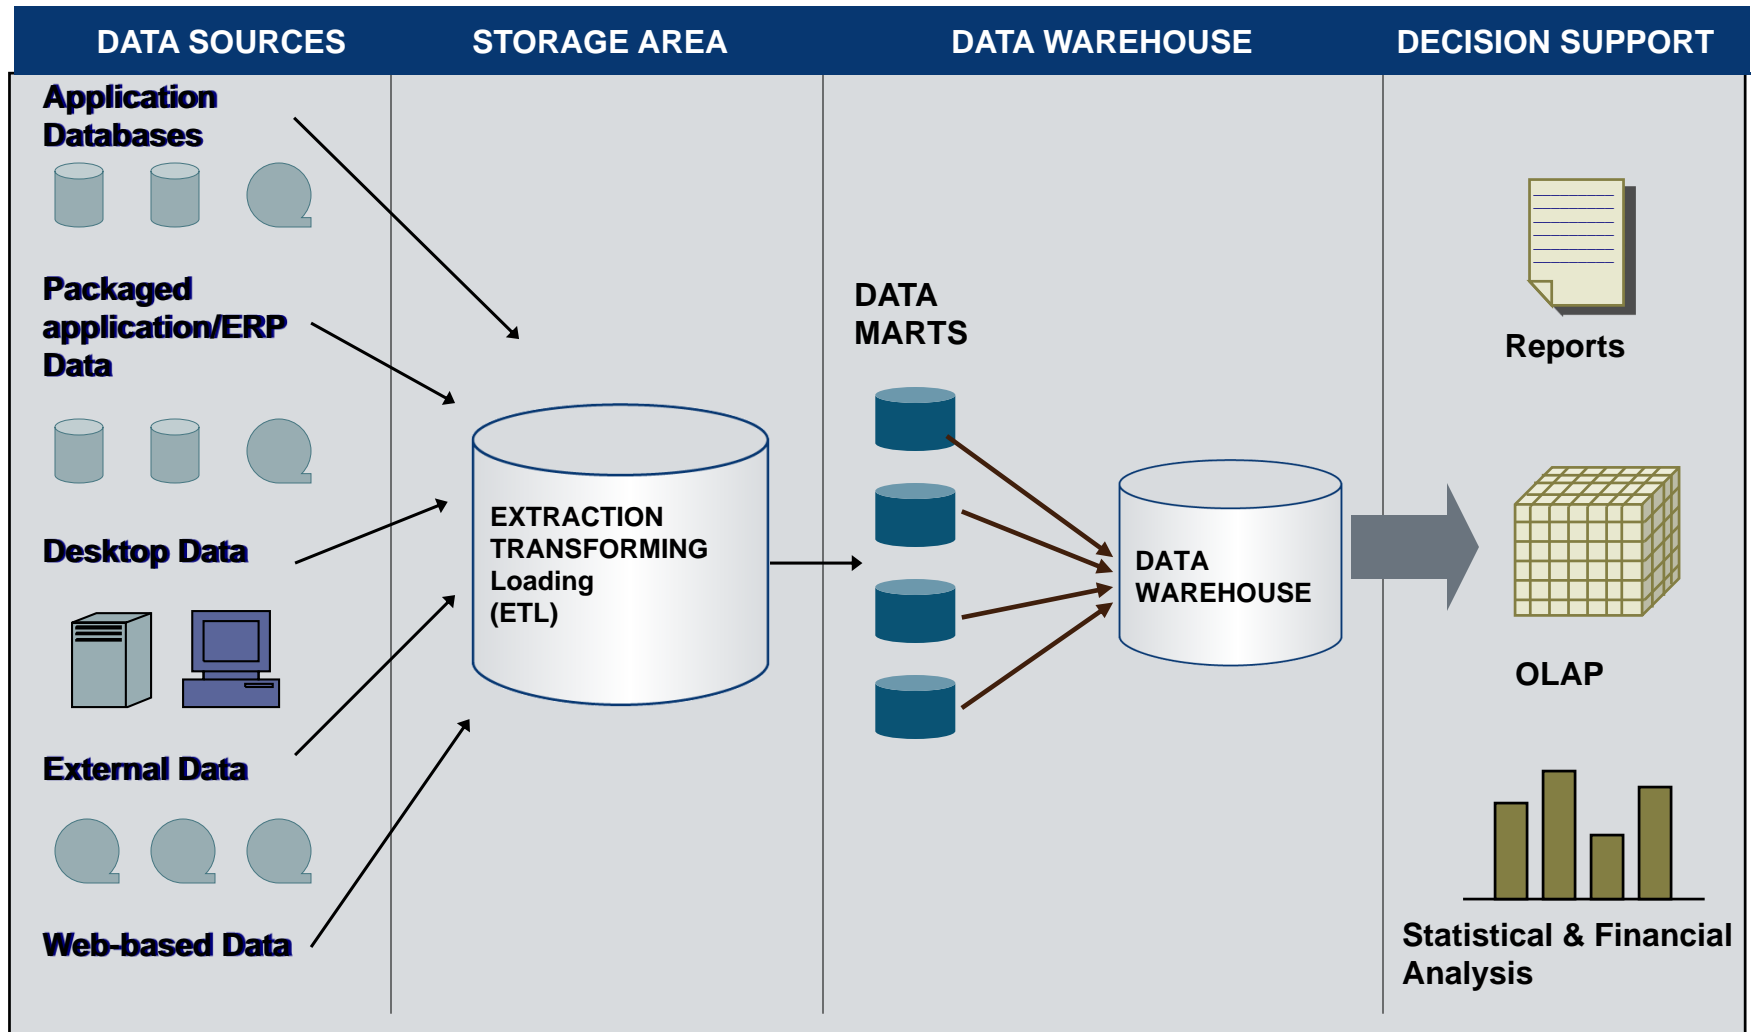 DATA SOURCES
STORAGE AREA
DATA WAREHOUSE
DECISION SUPPORT
Application
Databases
Packaged
application/ERP
Data
Desktop Data
External Data
Web-based Data
EXTRACTION
TRANSFORMING
Loading
(ETL)
DATA
MARTS
DATA
WAREHOUSE
Reports
OLAP
Statistical & Financial
Analysis